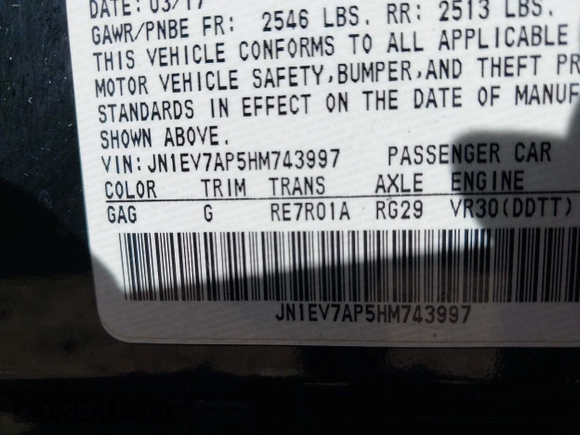 DATE: 03/17
GAWR/PNBE FR: 2546 LBS. RR: 2513 LBS.
THIS VEHICLE CONFORMS TO ALL APPLICABLE
MOTOR VEHICLE SAFETY,BUMPER,AND THEFT PR
STANDARDS IN EFFECT ON THE DATE OF MANUF
SHOWN ABOVE.
VIN:JN1EV7AP5HM743997 PASSENGER CAR
COLOR TRIM TRANS AXLE ENGINE
GAG G RE7R01A RG29 VR30(DDTT)
JN1EV7AP5HM743997